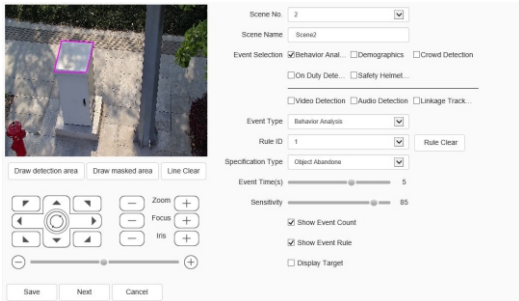 Scene No. 2
Scene Name Scene2
Event Selection Behavior Anal... Demographics Crowd Detection
On Duty Dete... Safety Helmet...
Video Detection Audio Detection Linkage Track...
Event Type Behavior Analysis
Rule ID 1 Rule Clear
Specification Type Object Abandone
Event Time(s) 5
Sensitivity 85
Show Event Count
Show Event Rule
Display Target
Draw detection area Draw masked area Line Clear
Zoom
Focus
Iris
Save Next Cancel